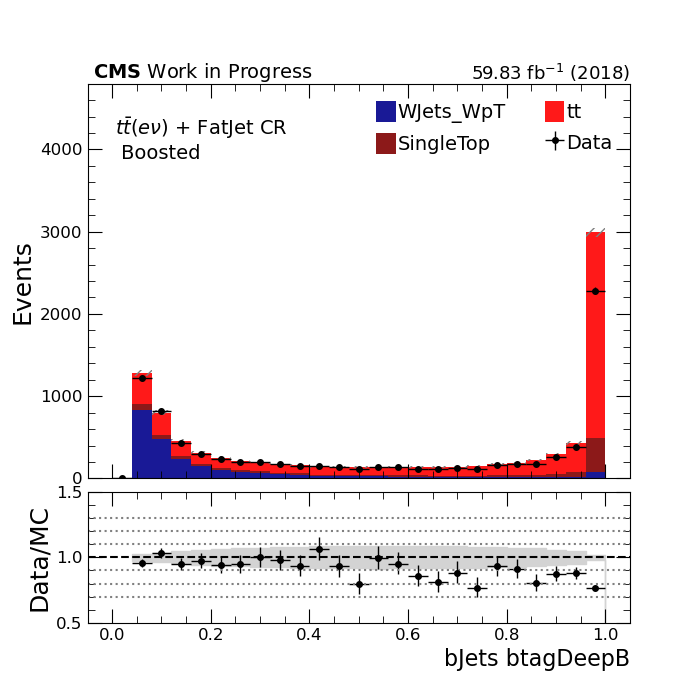 CMS Work in Progress 59.83 fb⁻¹ (2018)
tt̄(eν) + FatJet CR
Boosted
WJets_WpT
tt
SingleTop
Data
Events
4000
3000
2000
1000
0
Data/MC
1.5
1.0
0.5
0.0 0.2 0.4 0.6 0.8 1.0
bJets btagDeepB